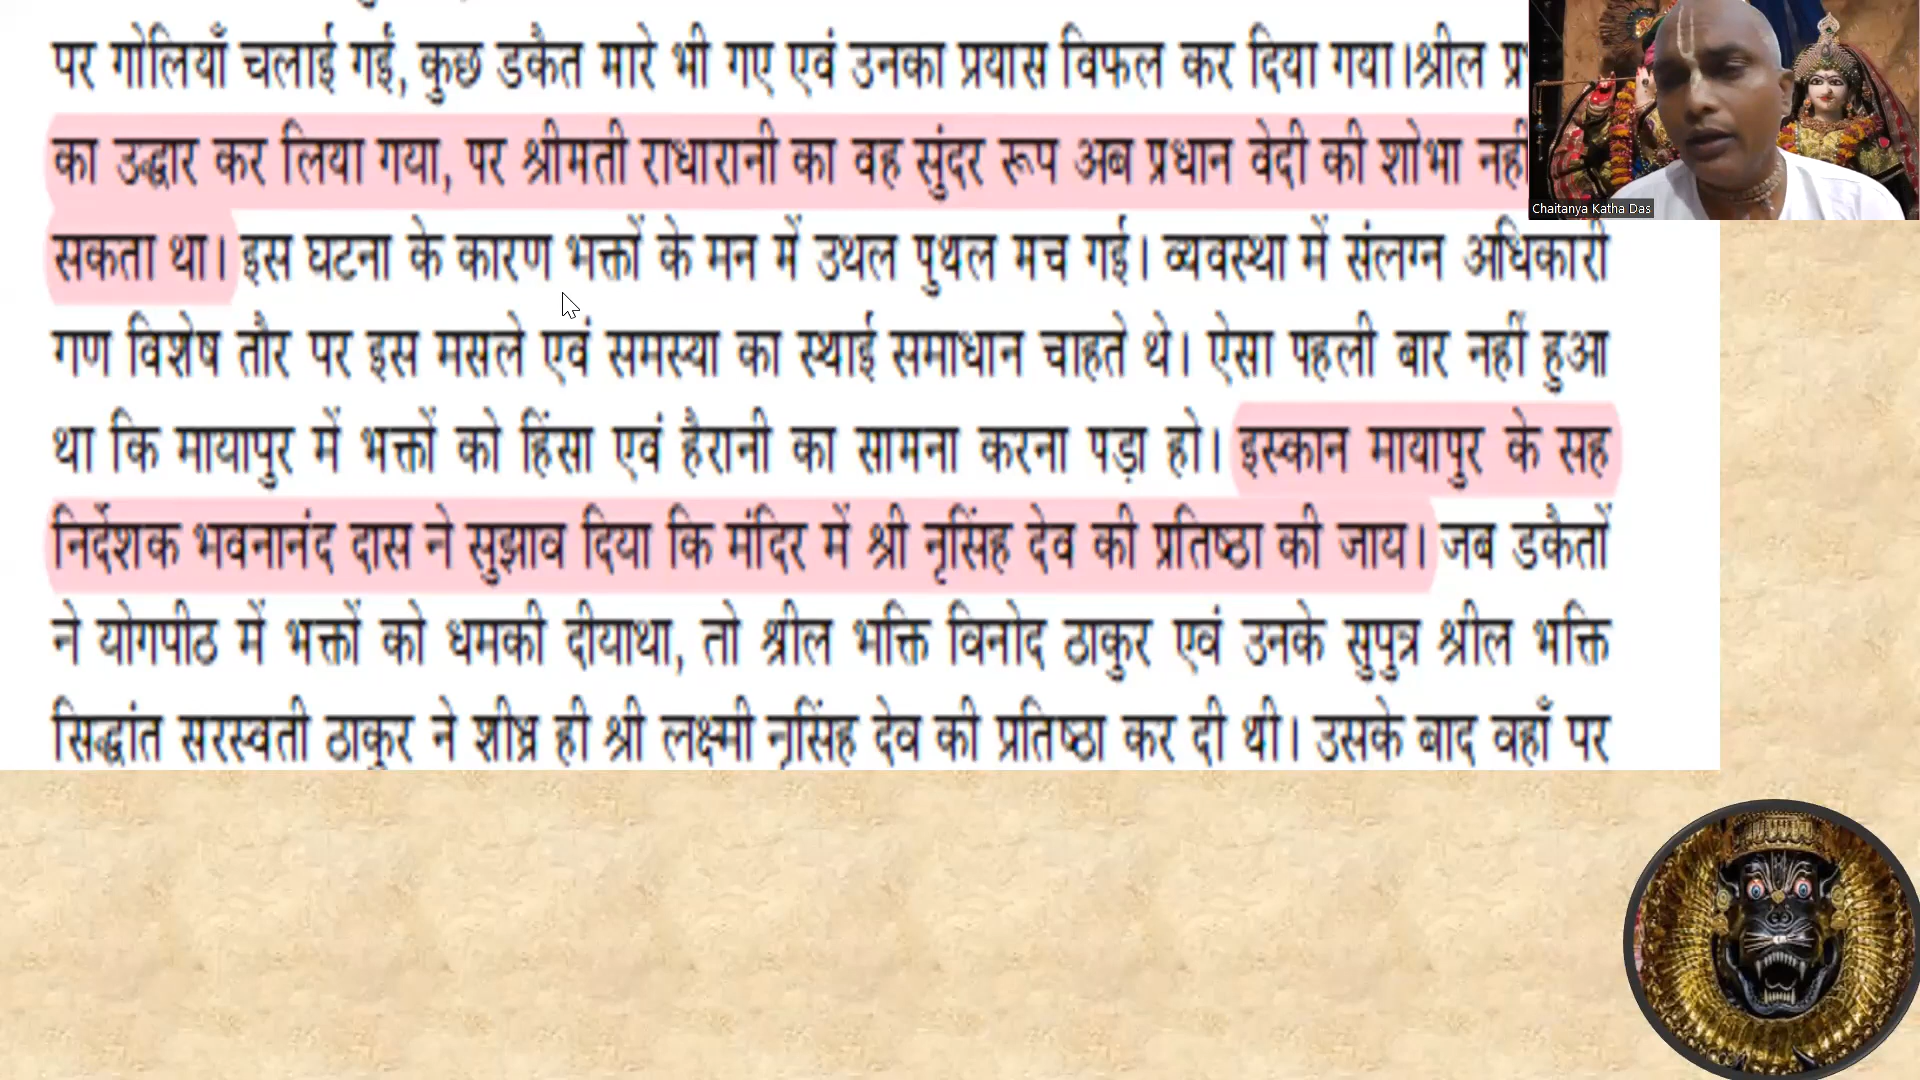 पर गोलियाँ चलाई गईं, कुछ डकैत मारे भी गए एवं उनका प्रयास विफल कर दिया गया।श्रील
का उद्धार कर लिया गया, पर श्रीमती राधारानी का वह सुंदर रूप अब प्रधान वेदी की शोभा नहीं
सकता था। इस घटना के कारण भक्तों के मन में उथल पुथल मच गई। व्यवस्था में संलग्न अधिकारी
गण विशेष तौर पर इस मसले एवं समस्या का स्थाई समाधान चाहते थे। ऐसा पहली बार नहीं हुआ
था कि मायापुर में भक्तों को हिंसा एवं हैरानी का सामना करना पड़ा हो। इस्कान मायापुर के सह
निर्देशक भवनानंद दास ने सुझाव दिया कि मंदिर में श्री नृसिंह देव की प्रतिष्ठा की जाय। जब डकैतों
ने योगपीठ में भक्तों को धमकी दीयाथा, तो श्रील भक्ति विनोद ठाकुर एवं उनके सुपुत्र श्रील भक्ति
सिद्धांत सरस्वती ठाकुर ने शीघ्र ही श्री लक्ष्मी नृसिंह देव की प्रतिष्ठा कर दी थी। उसके बाद वहाँ पर
Chaitanya Katha Das